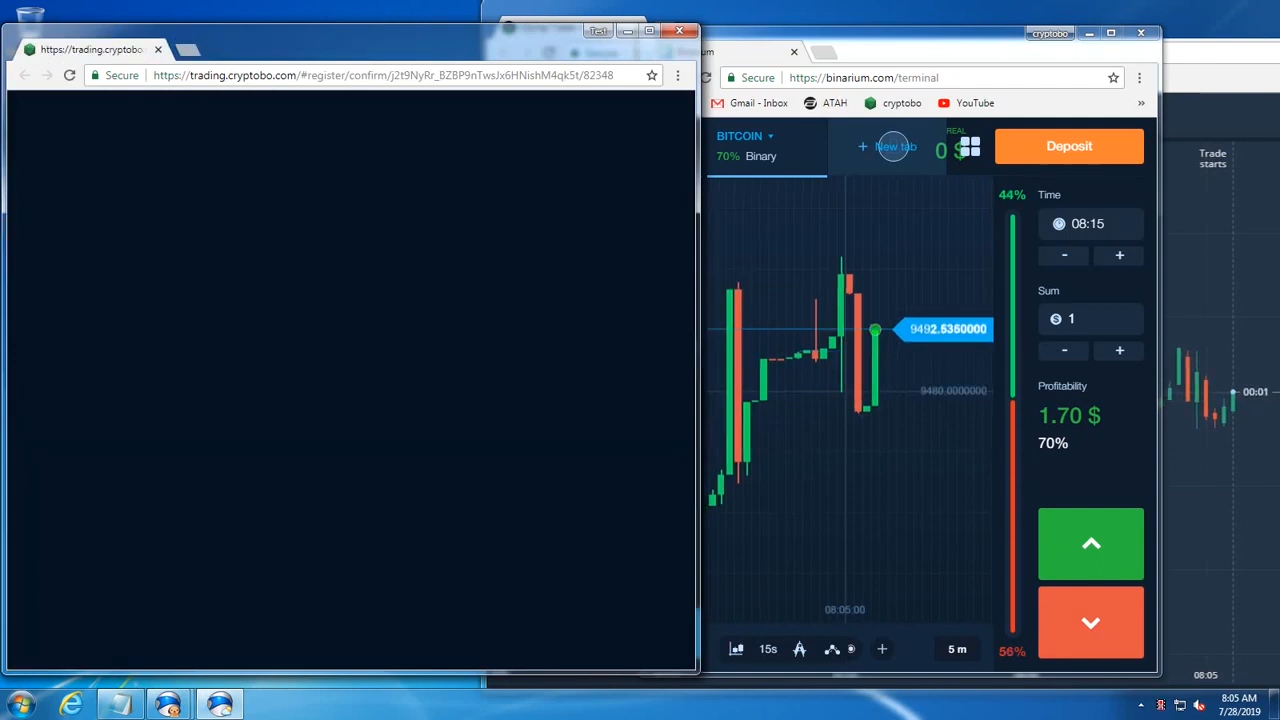 Test
cryptobo
https://trading.cryptobo
Secure
https://trading.cryptobo.com/#register/confirm/j2t9NyRr_BZBP9nTwsJx6HNishM4qk5t/82348
Secure
https://binarium.com/terminal
Gmail - Inbox
ATAH
cryptobo
YouTube
»
BITCOIN
70% Binary
+ New tab
REAL
0 $
Deposit
44%
Time
08:15
- +
Sum
1
- +
Profitability
1.70 $
70%
9492.5350000
9480.0000000
08:05:00
15s
5 m
56%
Trade
starts
00:01
08:05
8:05 AM
7/28/2019